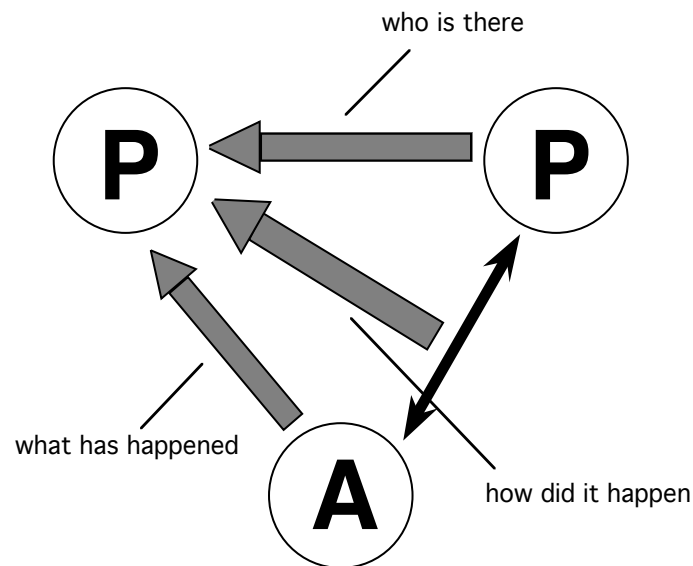 who is there
P
P
what has happened
how did it happen
A